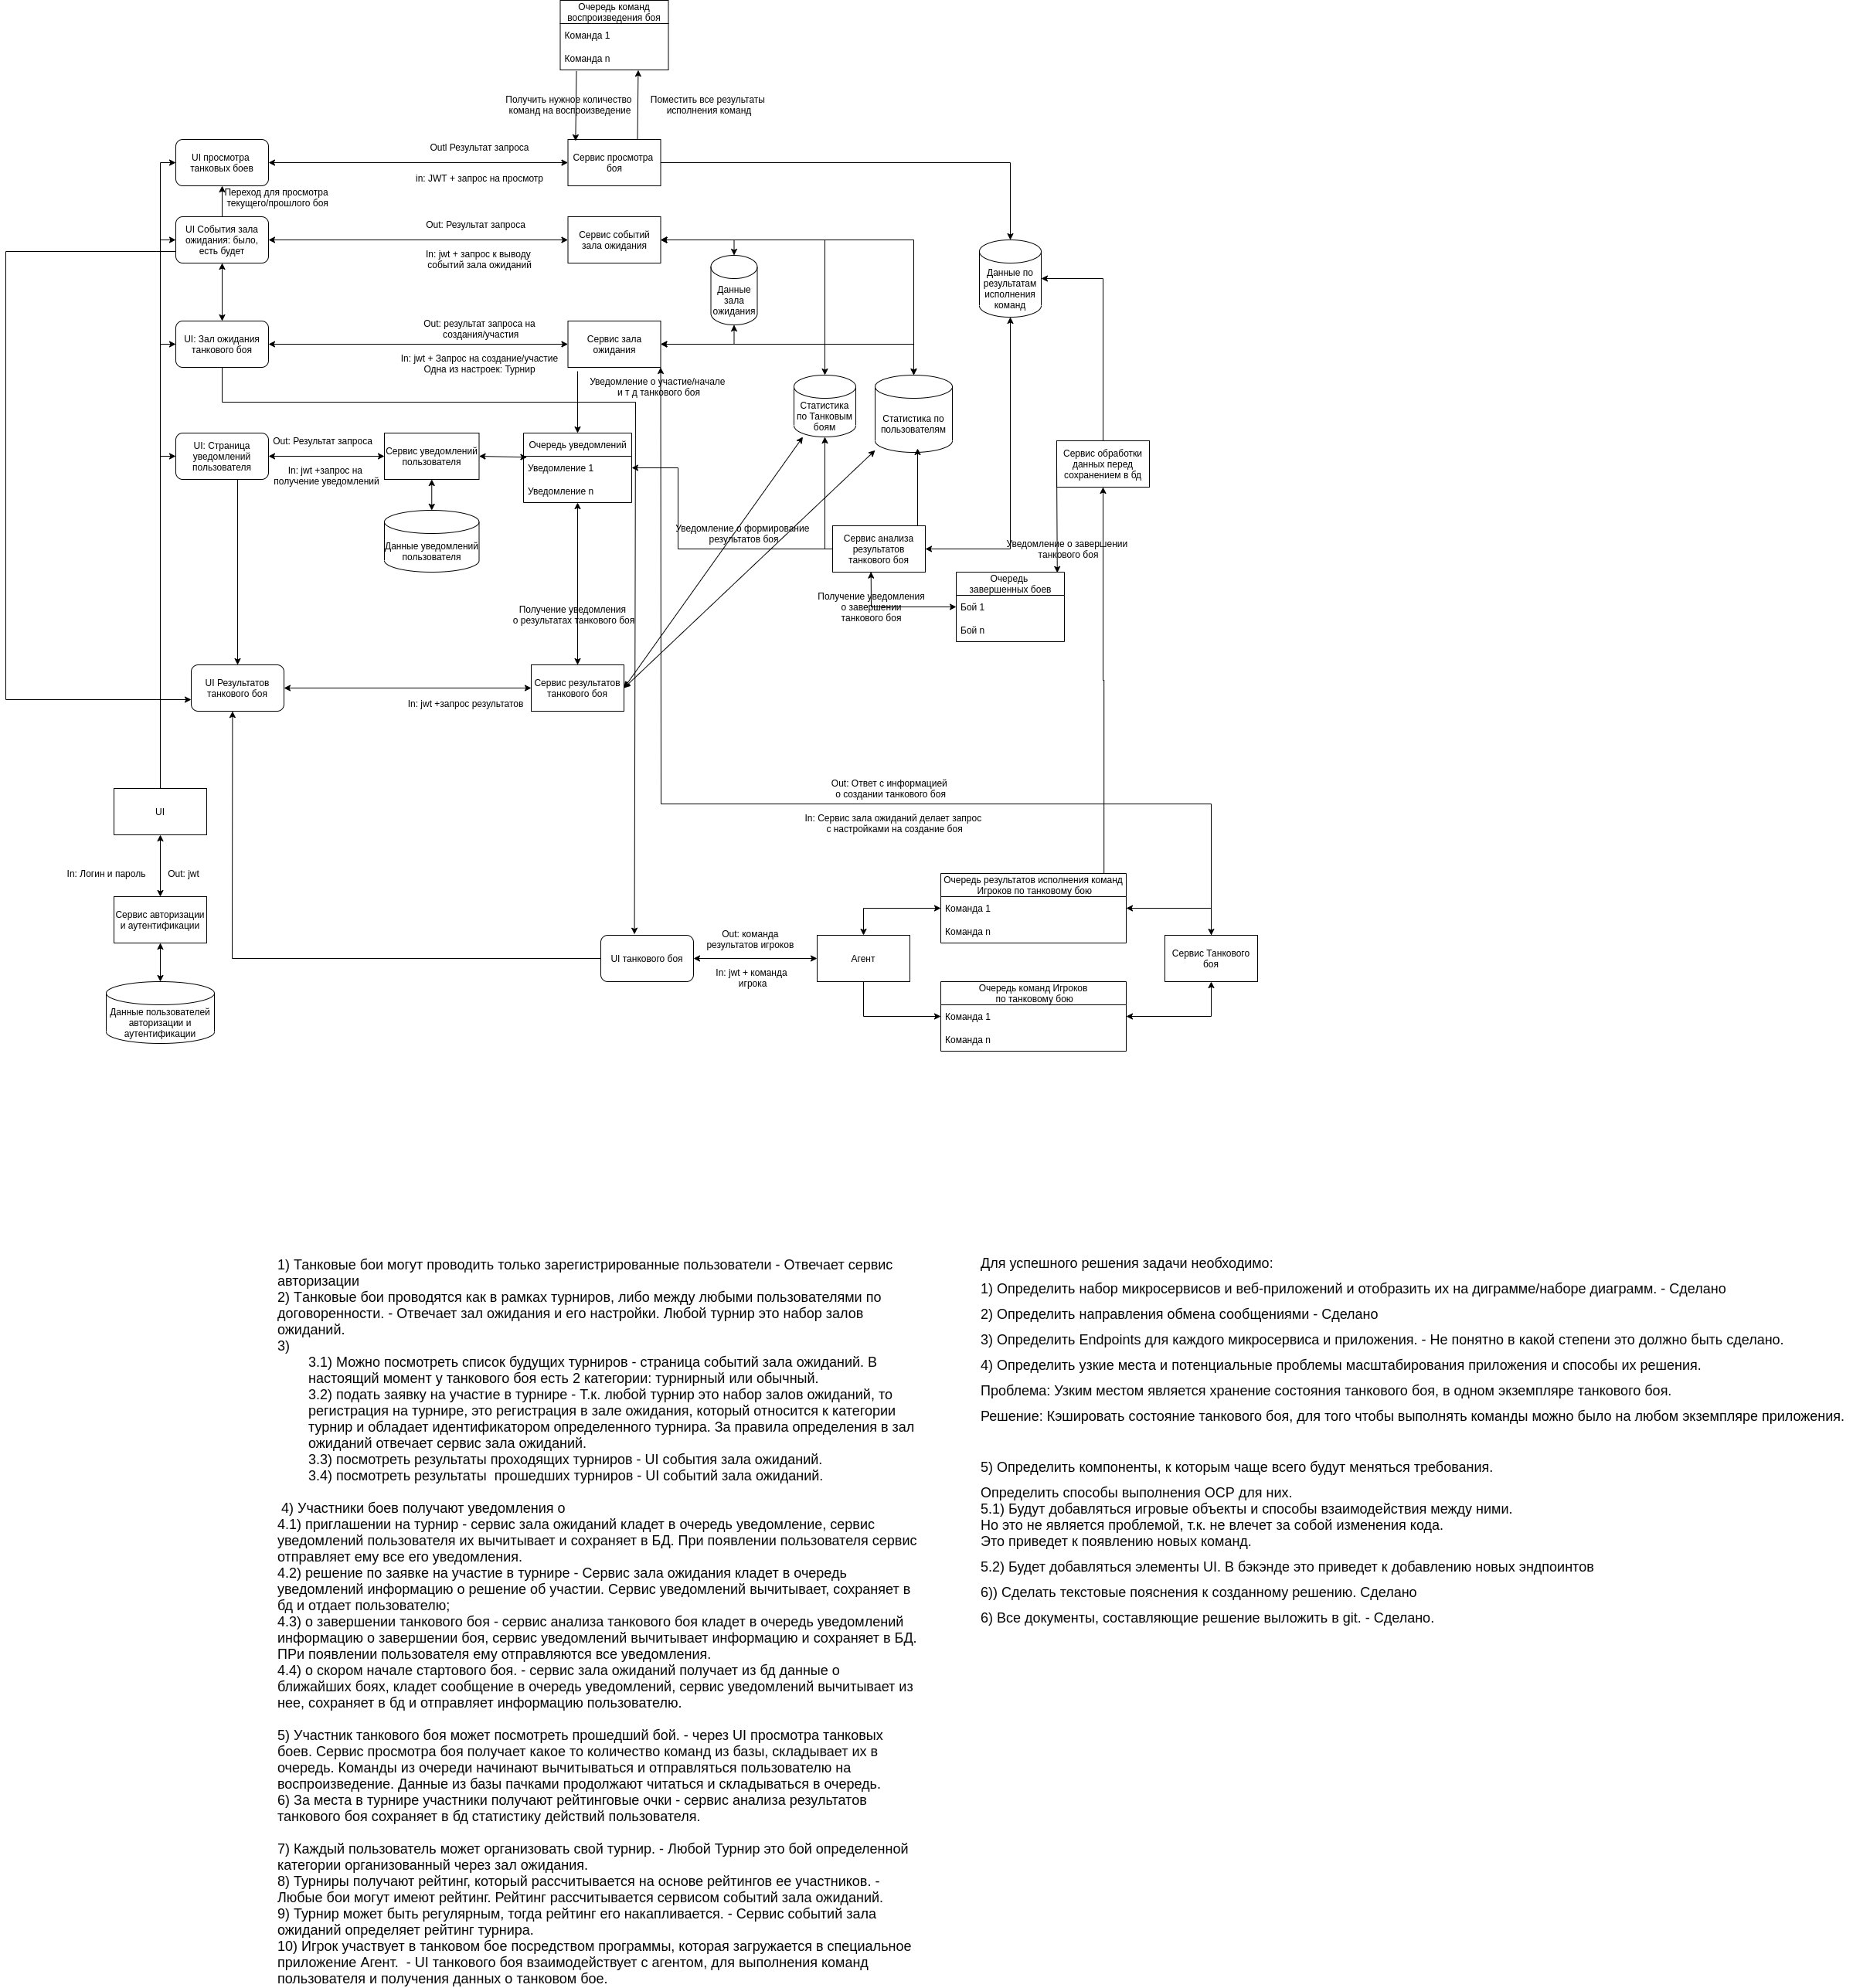 Очередь команд
воспроизведения боя
Команда 1
Команда n
Получить нужное количество
команд на воспроизведение
Поместить все результаты
исполнения команд
UI просмотра
танковых боев
Outl Результат запроса
in: JWT + запрос на просмотр
Сервис просмотра
боя
Переход для просмотра
текущего/прошлого боя
UI События зала
ожидания: было,
есть будет
Out: Результат запроса
In: jwt + запрос к выводу
событий зала ожиданий
Сервис событий
зала ожидания
Данные
зала
ожидания
Данные по
результатам
исполнения
команд
UI: Зал ожидания
танкового боя
Out: результат запроса на
создания/участия
In: jwt + Запрос на создание/участие
Одна из настроек: Турнир
Сервис зала
ожидания
Уведомление о участие/начале
и т д танкового боя
Статистика
по Танковым
боям
Статистика по
пользователям
UI: Страница
уведомлений
пользователя
Out: Результат запроса
In: jwt +запрос на
получение уведомлений
Сервис уведомлений
пользователя
Очередь уведомлений
Уведомление 1
Уведомление n
Сервис обработки
данных перед
сохранением в бд
Данные уведомлений
пользователя
Уведомление о формирование
результатов боя
Сервис анализа
результатов
танкового боя
Уведомление о завершении
танкового боя
Очередь
завершенных боев
Бой 1
Бой n
Получение уведомления
о завершении
танкового боя
Получение уведомления
о результатах танкового боя
UI Результатов
танкового боя
In: jwt +запрос результатов
Сервис результатов
танкового боя
UI
Out: Ответ с информацией
о создании танкового боя
In: Сервис зала ожиданий делает запрос
с настройками на создание боя
In: Логин и пароль
Out: jwt
Сервис авторизации
и аутентификации
Данные пользователей
авторизации и
аутентификации
UI танкового боя
Out: команда
результатов игроков
In: jwt + команда
игрока
Агент
Очередь результатов исполнения команд
Игроков по танковому бою
Команда 1
Команда n
Сервис Танкового
боя
Очередь команд Игроков
по танковому бою
Команда 1
Команда n
1) Танковые бои могут проводить только зарегистрированные пользователи - Отвечает сервис
авторизации
2) Танковые бои проводятся как в рамках турниров, либо между любыми пользователями по
договоренности. - Отвечает зал ожидания и его настройки. Любой турнир это набор залов
ожиданий.
3)
3.1) Можно посмотреть список будущих турниров - страница событий зала ожиданий. В
настоящий момент у танкового боя есть 2 категории: турнирный или обычный.
3.2) подать заявку на участие в турнире - Т.к. любой турнир это набор залов ожиданий, то
регистрация на турнире, это регистрация в зале ожидания, который относится к категории
турнир и обладает идентификатором определенного турнира. За правила определения в зал
ожиданий отвечает сервис зала ожиданий.
3.3) посмотреть результаты проходящих турниров - UI события зала ожиданий.
3.4) посмотреть результаты  прошедших турниров - UI событий зала ожиданий.
4) Участники боев получают уведомления о
4.1) приглашении на турнир - сервис зала ожиданий кладет в очередь уведомление, сервис
уведомлений пользователя их вычитывает и сохраняет в БД. При появлении пользователя сервис
отправляет ему все его уведомления.
4.2) решение по заявке на участие в турнире - Сервис зала ожидания кладет в очередь
уведомлений информацию о решение об участии. Сервис уведомлений вычитывает, сохраняет в
бд и отдает пользователю;
4.3) о завершении танкового боя - сервис анализа танкового боя кладет в очередь уведомлений
информацию о завершении боя, сервис уведомлений вычитывает информацию и сохраняет в БД.
ПРи появлении пользователя ему отправляются все уведомления.
4.4) о скором начале стартового боя. - сервис зала ожиданий получает из бд данные о
ближайших боях, кладет сообщение в очередь уведомлений, сервис уведомлений вычитывает из
нее, сохраняет в бд и отправляет информацию пользователю.
5) Участник танкового боя может посмотреть прошедший бой. - через UI просмотра танковых
боев. Сервис просмотра боя получает какое то количество команд из базы, складывает их в
очередь. Команды из очереди начинают вычитываться и отправляться пользователю на
воспроизведение. Данные из базы пачками продолжают читаться и складываться в очередь.
6) За места в турнире участники получают рейтинговые очки - сервис анализа результатов
танкового боя сохраняет в бд статистику действий пользователя.
7) Каждый пользователь может организовать свой турнир. - Любой Турнир это бой определенной
категории организованный через зал ожидания.
8) Турниры получают рейтинг, который рассчитывается на основе рейтингов ее участников. -
Любые бои могут имеют рейтинг. Рейтинг рассчитывается сервисом событий зала ожиданий.
9) Турнир может быть регулярным, тогда рейтинг его накапливается. - Сервис событий зала
ожиданий определяет рейтинг турнира.
10) Игрок участвует в танковом бое посредством программы, которая загружается в специальное
приложение Агент.  - UI танкового боя взаимодействует с агентом, для выполнения команд
пользователя и получения данных о танковом бое.
Для успешного решения задачи необходимо:
1) Определить набор микросервисов и веб-приложений и отобразить их на диграмме/наборе диаграмм. - Сделано
2) Определить направления обмена сообщениями - Сделано
3) Определить Endpoints для каждого микросервиса и приложения. - Не понятно в какой степени это должно быть сделано.
4) Определить узкие места и потенциальные проблемы масштабирования приложения и способы их решения.
Проблема: Узким местом является хранение состояния танкового боя, в одном экземпляре танкового боя.
Решение: Кэшировать состояние танкового боя, для того чтобы выполнять команды можно было на любом экземпляре приложения.
5) Определить компоненты, к которым чаще всего будут меняться требования.
Определить способы выполнения ОСР для них.
5.1) Будут добавляться игровые объекты и способы взаимодействия между ними.
Но это не является проблемой, т.к. не влечет за собой изменения кода.
Это приведет к появлению новых команд.
5.2) Будет добавляться элементы UI. В бэкэнде это приведет к добавлению новых эндпоинтов
6)) Сделать текстовые пояснения к созданному решению. Сделано
6) Все документы, составляющие решение выложить в git. - Сделано.